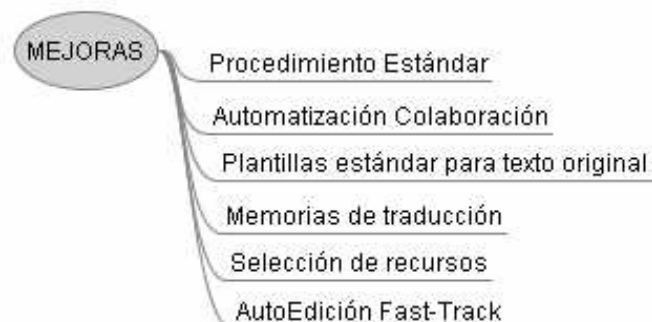 MEJORAS
Procedimiento Estándar
Automatización Colaboración
Plantillas estándar para texto original
Memorias de traducción
Selección de recursos
AutoEdición Fast-Track